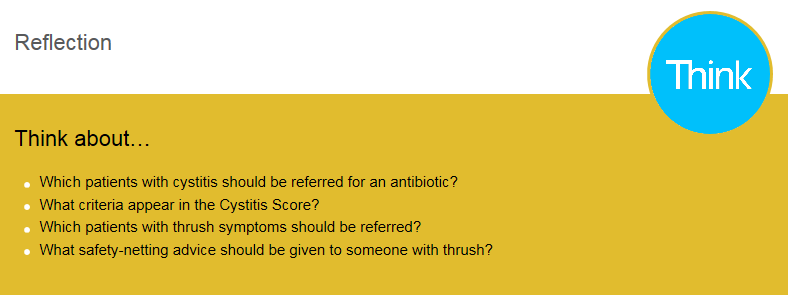 Reflection
Think
Think about…
Which patients with cystitis should be referred for an antibiotic?
What criteria appear in the Cystitis Score?
Which patients with thrush symptoms should be referred?
What safety-netting advice should be given to someone with thrush?